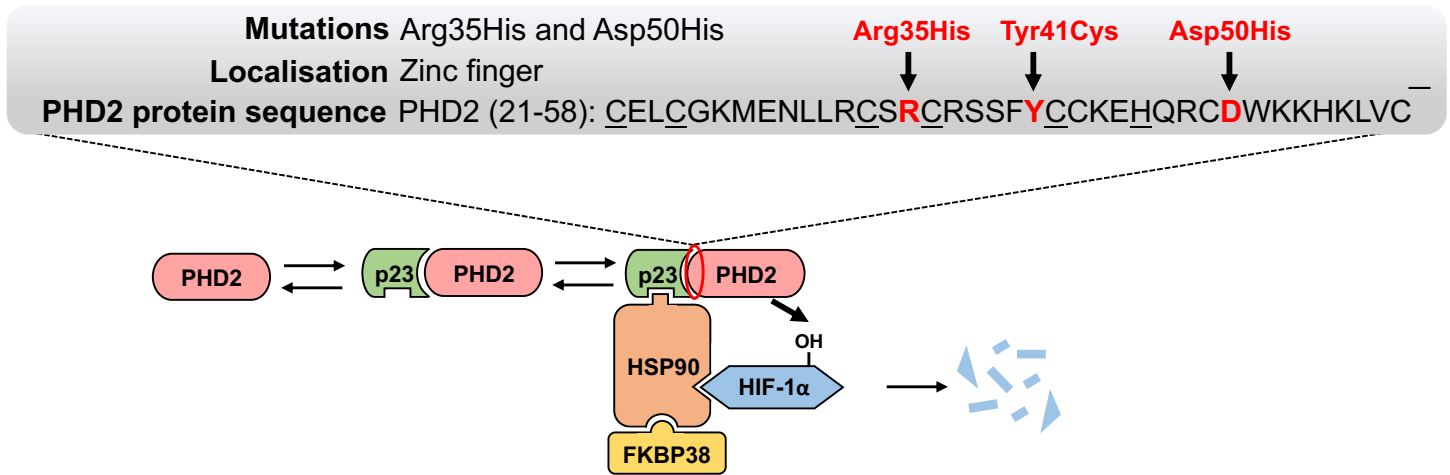 Mutations Arg35His and Asp50His Arg35His Tyr41Cys Asp50His
Localisation Zinc finger
PHD2 protein sequence PHD2 (21-58): CELCGKMENLLRCSRCRSSFYCCKEHQRCDWKKHKLVC
PHD2
p23
PHD2
p23
PHD2
OH
HSP90
HIF-1α
FKBP38